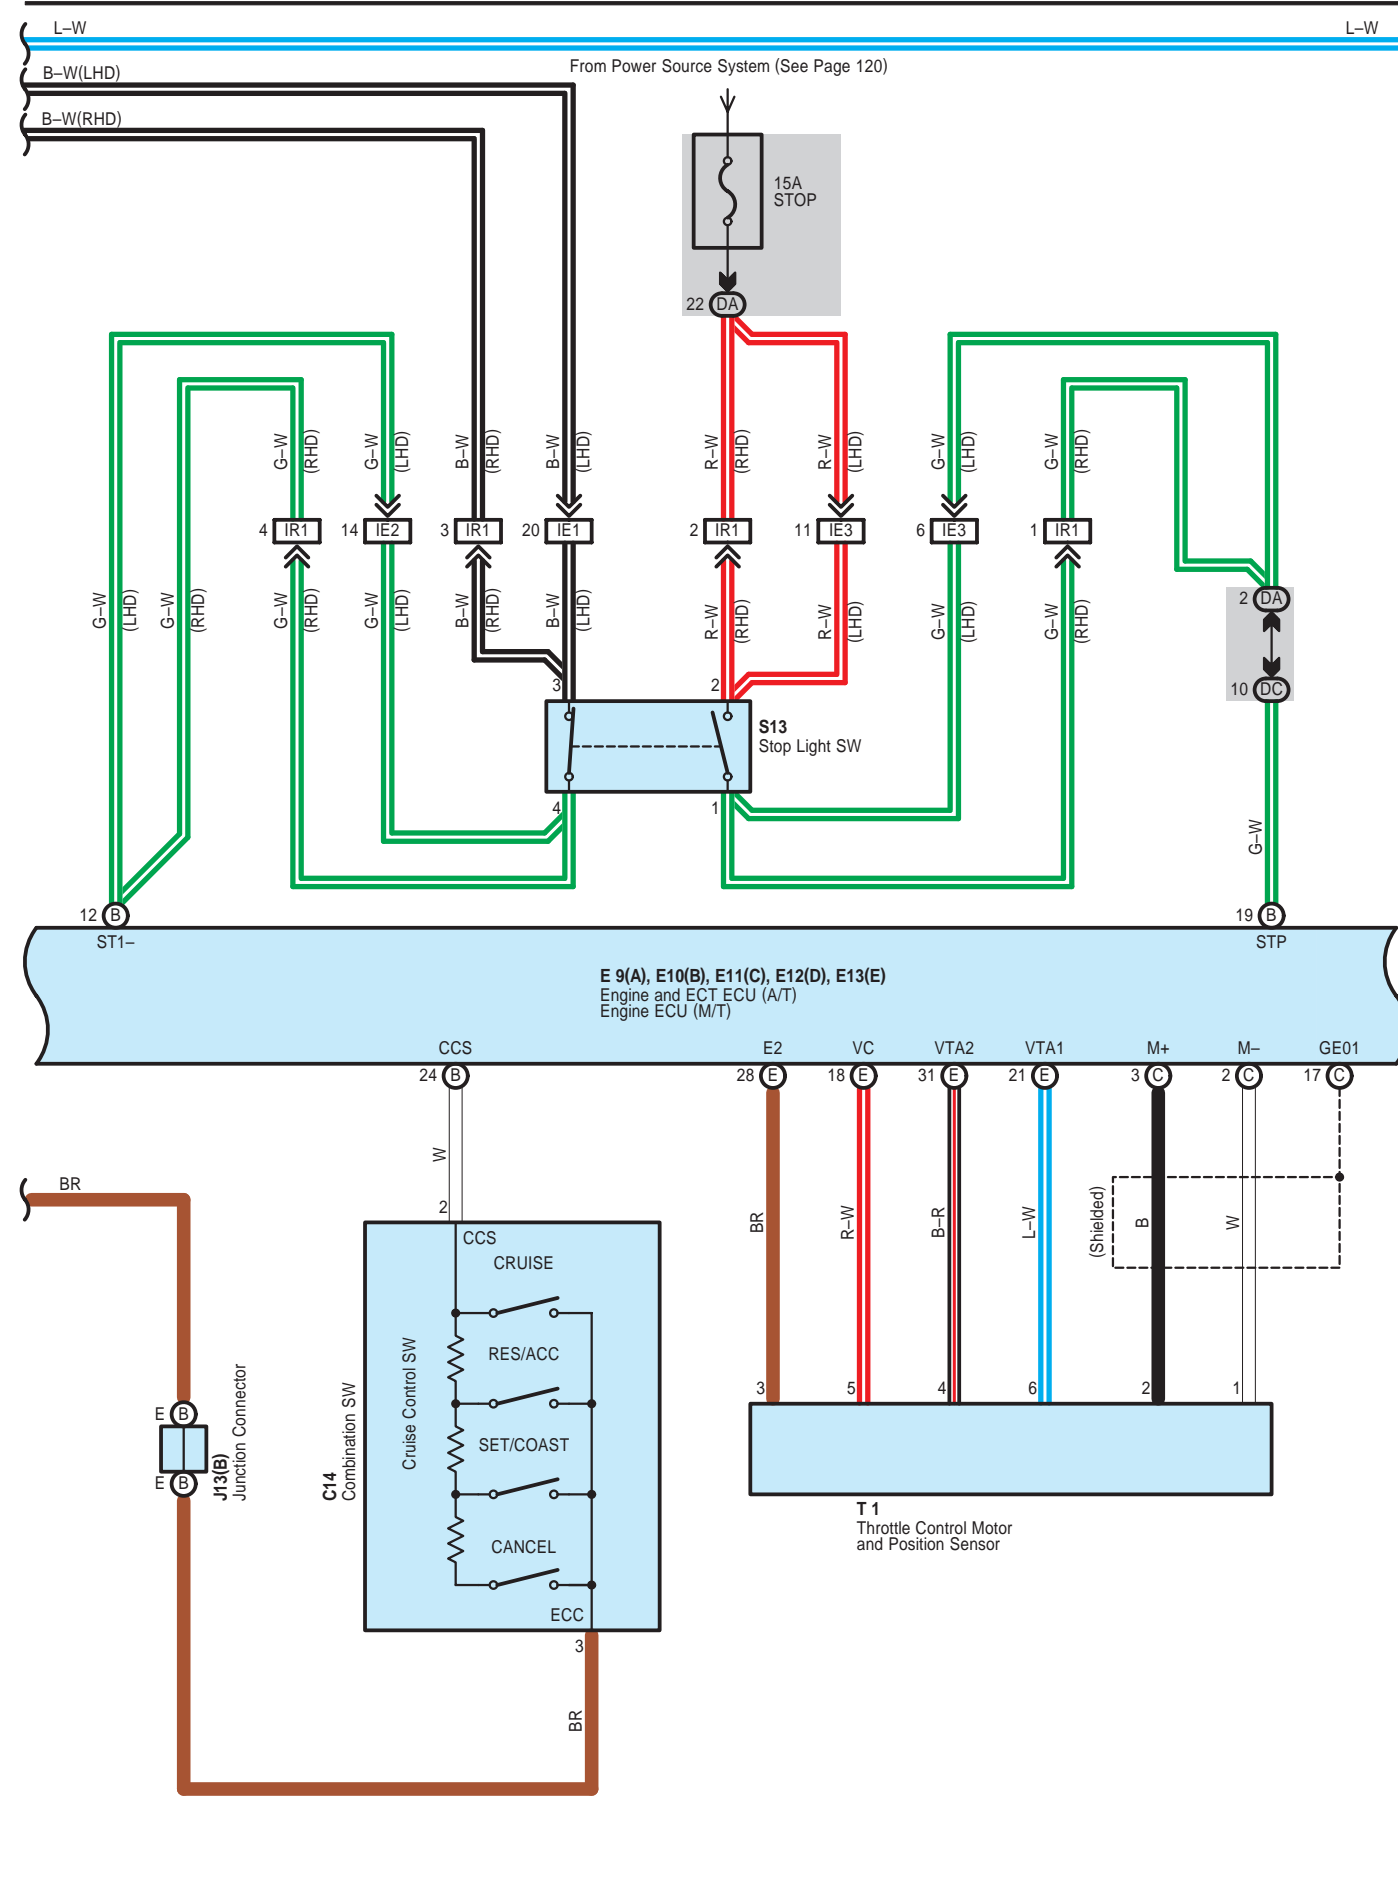 L–W
L–W
B–W(LHD)
From Power Source System (See Page 120)
B–W(RHD)
15A
STOP
22 DA
G–W
(RHD)
G–W
(LHD)
B–W
(RHD)
B–W
(LHD)
R–W
(RHD)
R–W
(LHD)
G–W
(LHD)
G–W
(RHD)
4 IR1
14 IE2
3 IR1
20 IE1
2 IR1
11 IE3
6 IE3
1 IR1
G–W
(LHD)
G–W
(RHD)
G–W
(RHD)
G–W
(LHD)
B–W
(RHD)
B–W
(LHD)
R–W
(RHD)
R–W
(LHD)
G–W
(LHD)
G–W
(RHD)
2 DA
10 DC
3
2
S13
Stop Light SW
4
1
G–W
12 B
19 B
ST1–
STP
E 9(A), E10(B), E11(C), E12(D), E13(E)
Engine and ECT ECU (A/T)
Engine ECU (M/T)
CCS
E2
VC
VTA2
VTA1
M+
M–
GE01
24 B
28 E
18 E
31 E
21 E
3 C
2 C
17 C
W
BR
2
BR
R–W
B–R
L–W
(Shielded)
B
W
CCS
CRUISE
RES/ACC
SET/COAST
CANCEL
ECC
Cruise Control SW
C14
Combination SW
3
5
4
6
2
1
E B
E B
J13(B)
Junction Connector
T 1
Throttle Control Motor
and Position Sensor
3
BR